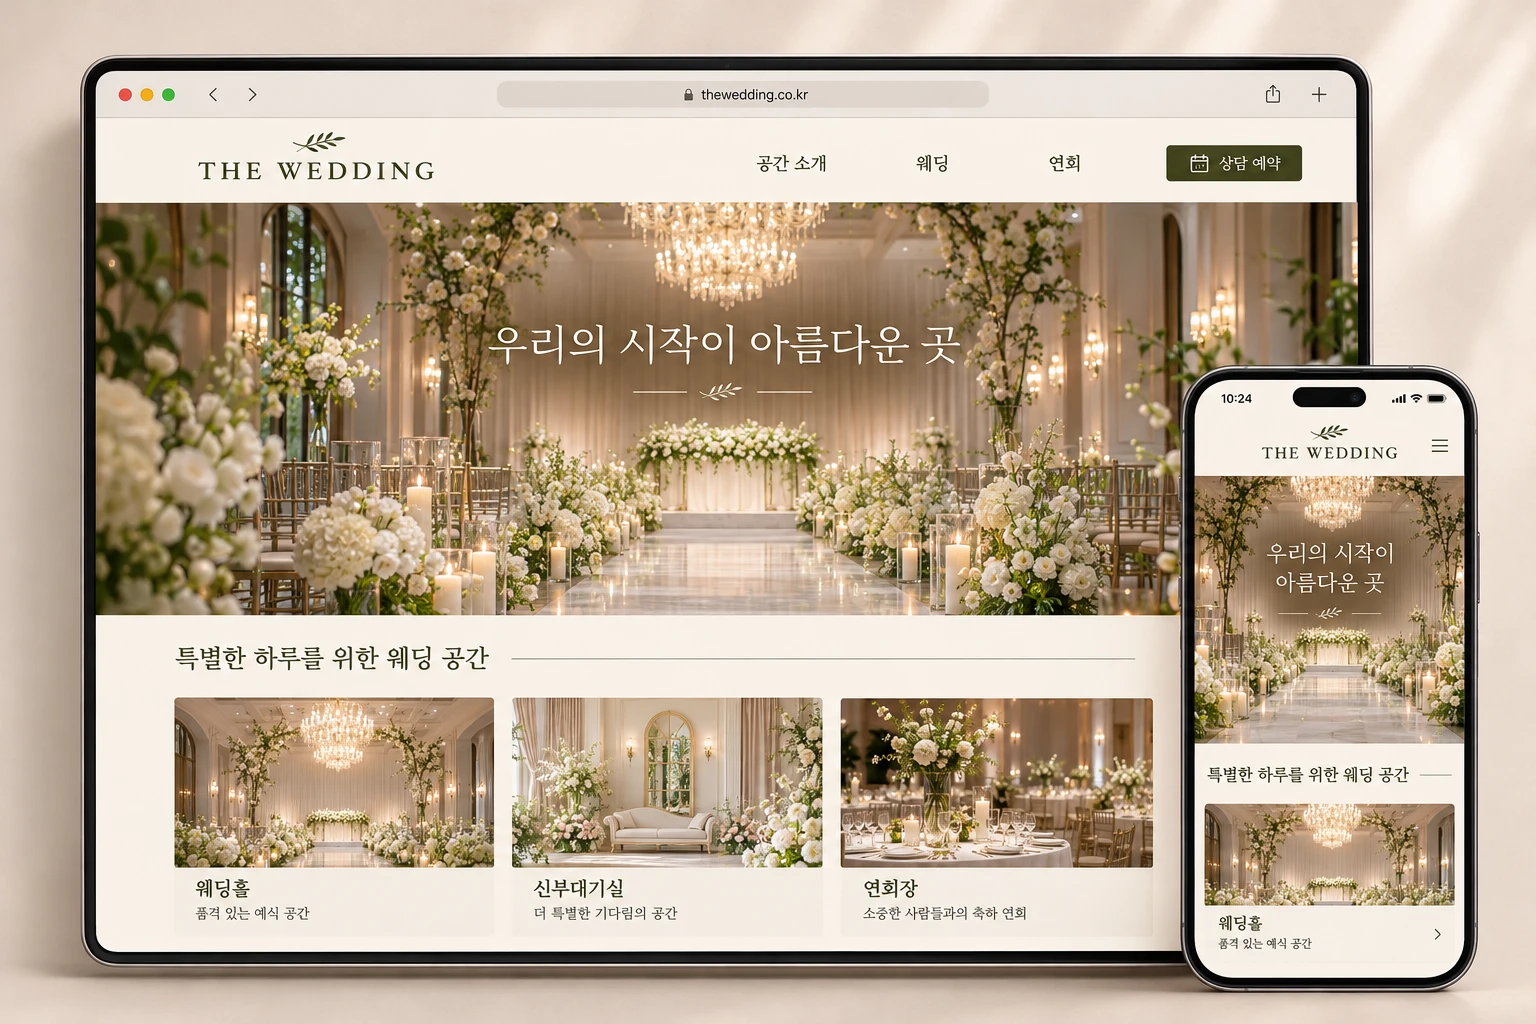 thewedding.co.kr
THE WEDDING
공간 소개
웨딩
연회
상담 예약
우리의 시작이 아름다운 곳
특별한 하루를 위한 웨딩 공간
웨딩홀
품격 있는 예식 공간
신부대기실
더 특별한 기다림의 공간
연회장
소중한 사람들과의 축하 연회
10:24
THE WEDDING
우리의 시작이
아름다운 곳
특별한 하루를 위한 웨딩 공간
웨딩홀
품격 있는 예식 공간